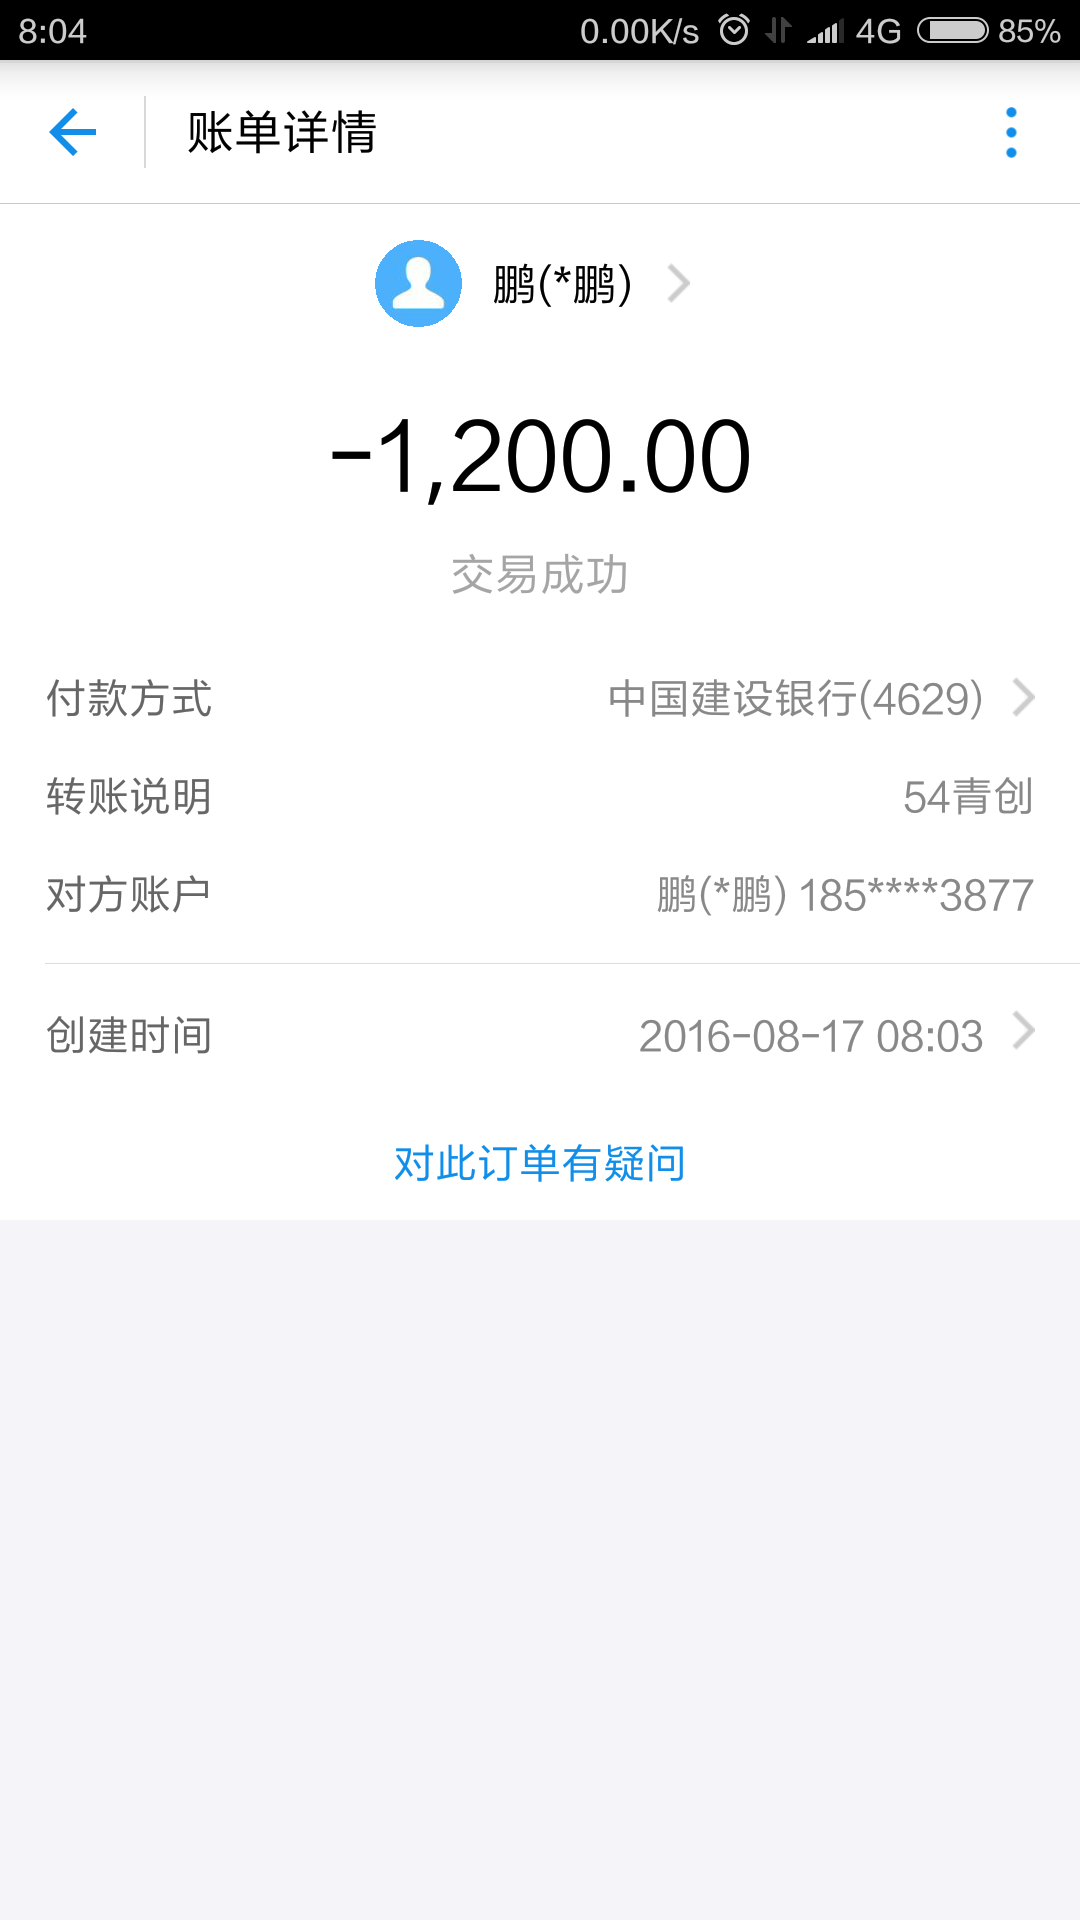 8:04 0.00K/s 4G 85%
账单详情
鹏(*鹏)
-1,200.00
交易成功
付款方式 中国建设银行(4629)
转账说明 54青创
对方账户 鹏(*鹏) 185****3877
创建时间 2016-08-17 08:03
对此订单有疑问